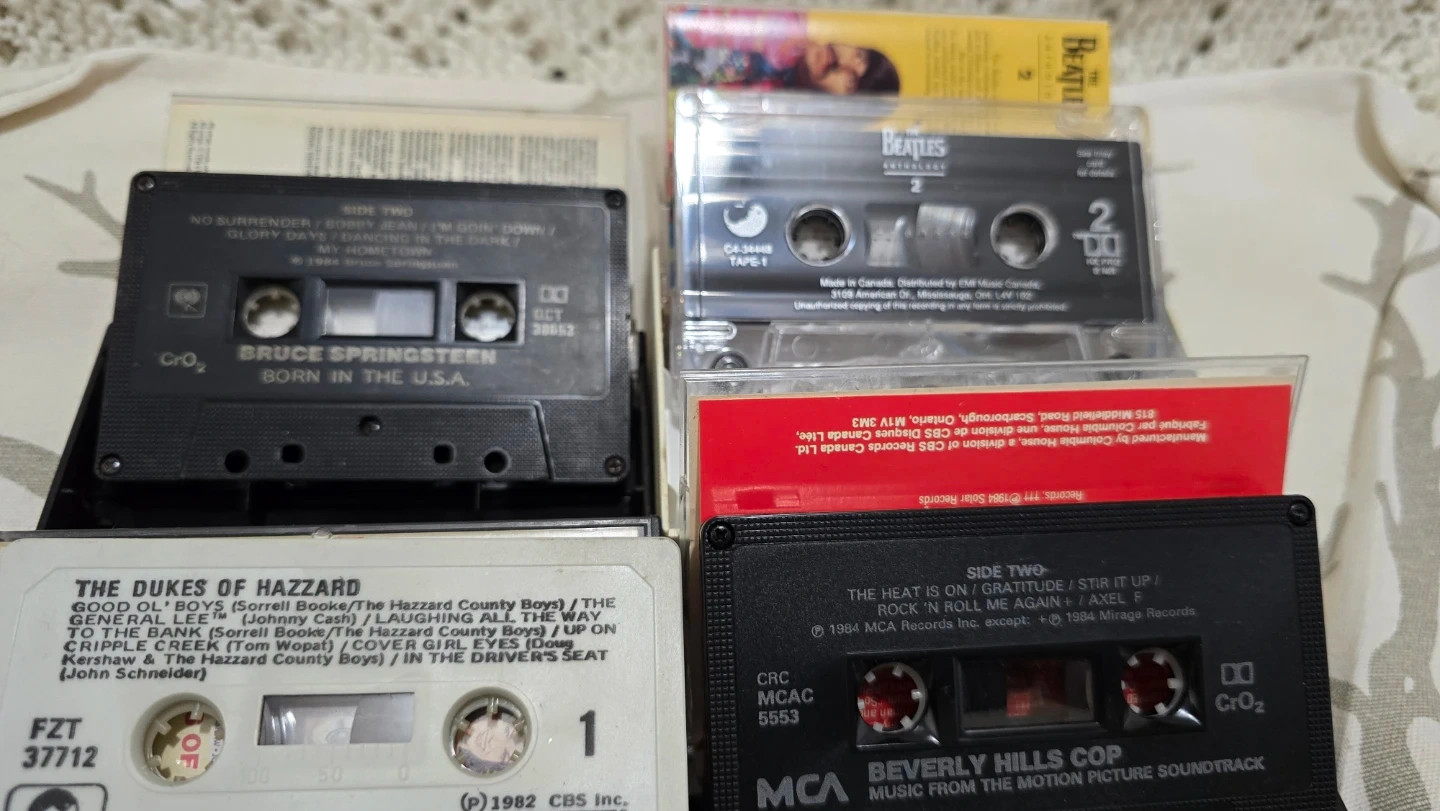 SIDE TWO
NO SURRENDER / BOBBY JEAN / I'M GOIN' DOWN /
GLORY DAYS / DANCING IN THE DARK /
MY HOMETOWN
℗ 1984 Bruce Springsteen
CrO2
BRUCE SPRINGSTEEN
BORN IN THE U.S.A.
THE
BEATLE
2
THE
BEATLES
ANTHOLOGY
2
C4-34448
TAPE-1
2
Made in Canada. Distributed by EMI Music Canada
3109 American Dr., Mississauga, Ont. L4V 1B2
Unauthorized copying of this recording in any form is strictly prohibited.
Manufactured by Columbia House, a division of CBS Records Canada Ltd.
Fabriqué par Columbia House, une division de CBS Disques Canada Ltée,
815 Middlefield Road, Scarborough, Ontario, M1V 3M3
Records. ††† ℗1984 Solar Records
THE DUKES OF HAZZARD
GOOD OL' BOYS (Sorrell Booke/The Hazzard County Boys) / THE
GENERAL LEE™ (Johnny Cash) / LAUGHING ALL THE WAY
TO THE BANK (Sorrell Booke/The Hazzard County Boys) / UP ON
CRIPPLE CREEK (Tom Wopat) / COVER GIRL EYES (Doug
Kershaw & The Hazzard County Boys) / IN THE DRIVER'S SEAT
(John Schneider)
FZT
37712
1
100 50 0
(p) 1982 CBS Inc.
SIDE TWO
THE HEAT IS ON / GRATITUDE / STIR IT UP /
ROCK 'N ROLL ME AGAIN + / AXEL F
℗ 1984 MCA Records Inc. except: +℗ 1984 Mirage Records
CRC
MCAC
5553
CrO2
MCA
BEVERLY HILLS COP
MUSIC FROM THE MOTION PICTURE SOUNDTRACK